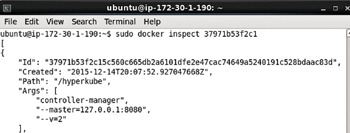 ubuntu@ip-172-30-1-190: ~
File Edit View Search Terminal Help
ubuntu@ip-172-30-1-190:~$ sudo docker inspect 37971b53f2c1
[
{
"Id": "37971b53f2c15c560c665db2a6101dfe2e47cac74649a5240191c528bdaac83d",
"Created": "2015-12-14T20:07:52.927047668Z",
"Path": "/hyperkube",
"Args": [
"controller-manager",
"--master=127.0.0.1:8080",
"--v=2"
],